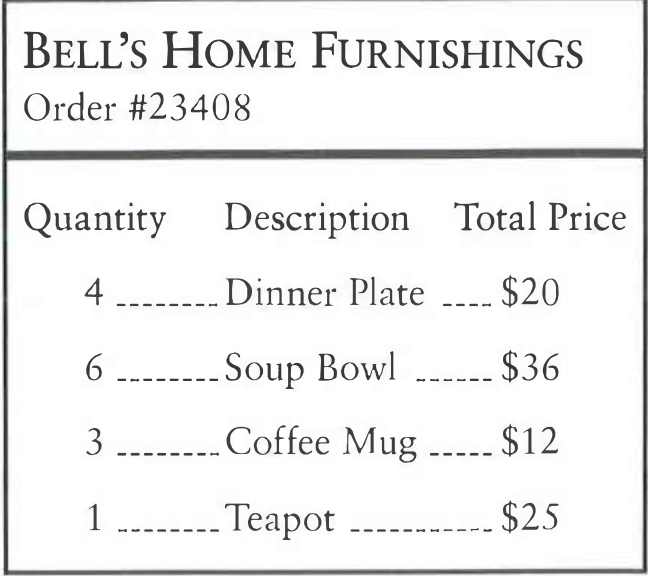 BELL'S HOME FURNISHINGS
Order #23408
Quantity Description Total Price
4 ........ Dinner Plate .... $20
6 ........ Soup Bowl ...... $36
3 ........ Coffee Mug ..... $12
1 ........ Teapot ........... $25